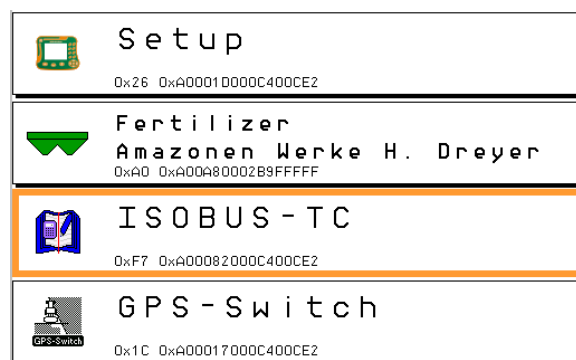 Setup
0x26 0xA0001D000C400CE2
Fertilizer
Amazonen Werke H. Dreyer
0xA0 0xA00A80002B9FFFFF
ISOBUS-TC
0xF7 0xA00082000C400CE2
GPS-Switch
GPS-Switch
0x1C 0xA00017000C400CE2